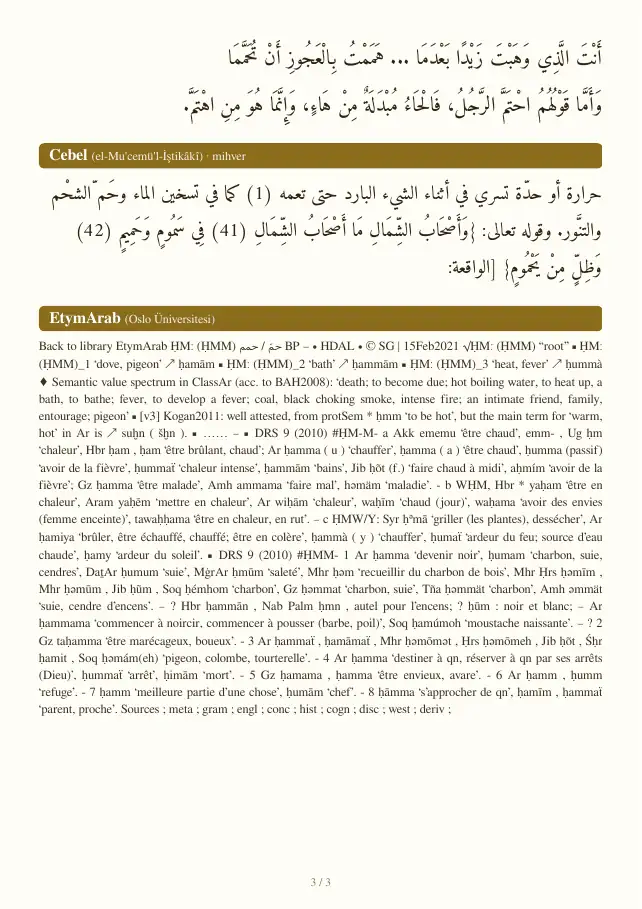 أَنْتَ الَّذِي وَهَبْتَ زَيْدًا بَعْدَمَا ... هَمَمْتُ بِالْعَجُوزِ أَنْ تُحَمَّمَا
وَأَمَّا قَوْلُهُمُ احْتَمَّ الرَّجُلُ، فَالْحَاءُ مُبْدَلَةٌ مِنْ هَاءٍ، وَإِنَّمَا هُوَ مِنِ اهْتَمَّ.
Cebel (el-Mu'cemü'l-İştikâkî) · mihver
حرارة أو حدّة تسري في أثناء الشيء البارد حتى تعمه (1) كما في تسخين الماء وحَم ّالشحْم
والتنَّور. وقوله تعالى: {وَأَصْحَابُ الشِّمَالِ مَا أَصْحَابُ الشِّمَالِ (41) فِي سَمُومٍ وَحَمِيمٍ (42)
وَظِلٍّ مِنْ يَحْمُومٍ} [الواقعة:
EtymArab (Oslo Üniversitesi)
Back to library EtymArab ḤM: (ḤMM) حمم / حمّ BP – • HDAL • © SG | 15Feb2021 √ḤM: (ḤMM) “root” ▪ ḤM:
(ḤMM)_1 ‘dove, pigeon’ ↗ ḥamām ▪ ḤM: (ḤMM)_2 ‘bath’ ↗ ḥammām ▪ ḤM: (ḤMM)_3 ‘heat, fever’ ↗ ḥummà
♦ Semantic value spectrum in ClassAr (acc. to BAH2008): ‘death; to become due; hot boiling water, to heat up, a
bath, to bathe; fever, to develop a fever; coal, black choking smoke, intense fire; an intimate friend, family,
entourage; pigeon’ ▪ [v3] Kogan2011: well attested, from protSem * ḥmm ‘to be hot’, but the main term for ‘warm,
hot’ in Ar is ↗ suḫn ( šḫn ). ▪ …… – ▪ DRS 9 (2010) #ḤM-M- a Akk ememu ‘être chaud’, emm- , Ug ḥm
‘chaleur’, Hbr ḥam , ḥam ‘être brûlant, chaud’; Ar ḥamma ( u ) ‘chauffer’, ḥamma ( a ) ‘être chaud’, ḥumma (passif)
‘avoir de la fièvre’, ḥummaẗ ‘chaleur intense’, ḥammām ‘bains’, Jib ḥōt (f.) ‘faire chaud à midi’, aḥmím ‘avoir de la
fièvre’; Gz ḥamma ‘être malade’, Amh ammama ‘faire mal’, həmäm ‘maladie’. - b WḤM, Hbr * yaḥam ‘être en
chaleur’, Aram yaḥēm ‘mettre en chaleur’, Ar wiḥām ‘chaleur’, waḥīm ‘chaud (jour)’, waḥama ‘avoir des envies
(femme enceinte)’, tawaḥḥama ‘être en chaleur, en rut’. – c ḤMW/Y: Syr ḥᵊmā ‘griller (les plantes), dessécher’, Ar
ḥamiya ‘brûler, être échauffé, chauffé; être en colère’, ḥammà ( y ) ‘chauffer’, ḥumaẗ ‘ardeur du feu; source d’eau
chaude’, ḥamy ‘ardeur du soleil’. ▪ DRS 9 (2010) #ḤMM- 1 Ar ḥamma ‘devenir noir’, ḥumam ‘charbon, suie,
cendres’, DaṯAr ḥumum ‘suie’, MġrAr ḥmūm ‘saleté’, Mhr ḥəm ‘recueillir du charbon de bois’, Mhr Ḥrs ḥəmīm ,
Mhr ḥəmūm , Jib ḥūm , Soq ḥémhom ‘charbon’, Gz ḥəmmat ‘charbon, suie’, Tña ḥəmmät ‘charbon’, Amh əmmät
‘suie, cendre d’encens’. – ? Hbr ḥammān , Nab Palm ḥmn , autel pour l’encens; ? ḥūm : noir et blanc; – Ar
ḥammama ‘commencer à noircir, commencer à pousser (barbe, poil)’, Soq ḥamúmoh ‘moustache naissante’. – ? 2
Gz taḥamma ‘être marécageux, boueux’. - 3 Ar ḥammaẗ , ḥamāmaẗ , Mhr ḥəmōmət , Ḥrs ḥəmōmeh , Jib ḥōt , Śḥr
ḥamit , Soq ḥəmám(eh) ‘pigeon, colombe, tourterelle’. - 4 Ar ḥamma ‘destiner à qn, réserver à qn par ses arrêts
(Dieu)’, ḥummaẗ ‘arrêt’, ḥimām ‘mort’. - 5 Gz ḥamama , ḥamma ‘être envieux, avare’. - 6 Ar ḥamm , ḥumm
‘refuge’. - 7 ḥamm ‘meilleure partie d’une chose’, ḥumām ‘chef’. - 8 ḥāmma ‘s’approcher de qn’, ḥamīm , ḥammaẗ
‘parent, proche’. Sources ; meta ; gram ; engl ; conc ; hist ; cogn ; disc ; west ; deriv ;
3 / 3